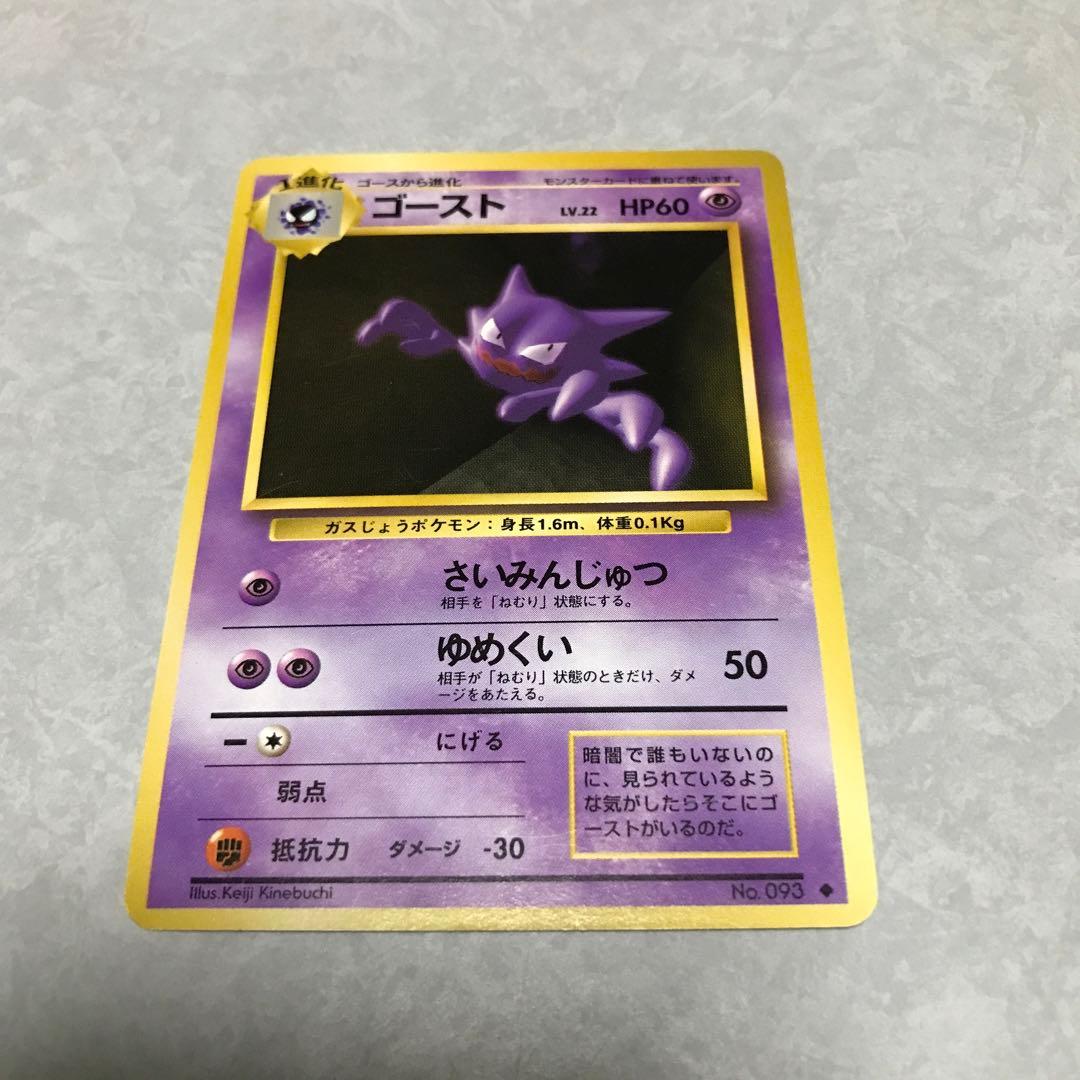 1進化 ゴースから進化 モンスターカードに重ねて使います。
ゴースト LV.22 HP60
ガスじょうポケモン：身長1.6m、体重0.1Kg
さいみんじゅつ
相手を「ねむり」状態にする。
ゆめくい 50
相手が「ねむり」状態のときだけ、ダメ
ージをあたえる。
ー にげる
弱点
抵抗力 ダメージ -30
暗闇で誰もいないの
に、見られているよう
な気がしたらそこにゴ
ーストがいるのだ。
Illus.Keiji Kinebuchi
No. 093